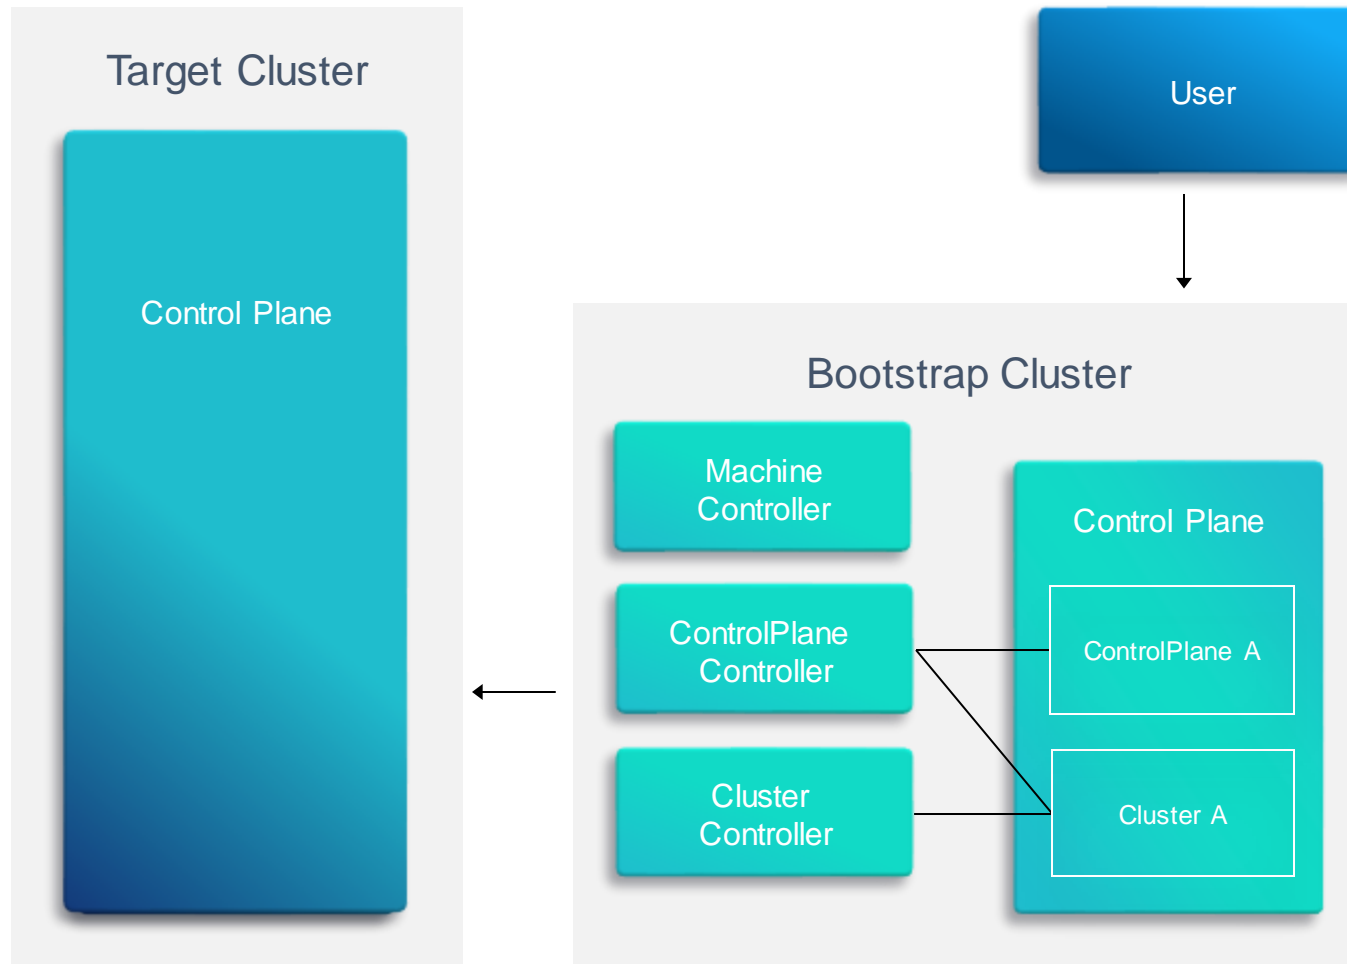 Target Cluster
Control Plane
User
Bootstrap Cluster
Machine
Controller
ControlPlane
Controller
Cluster
Controller
Control Plane
ControlPlane A
Cluster A